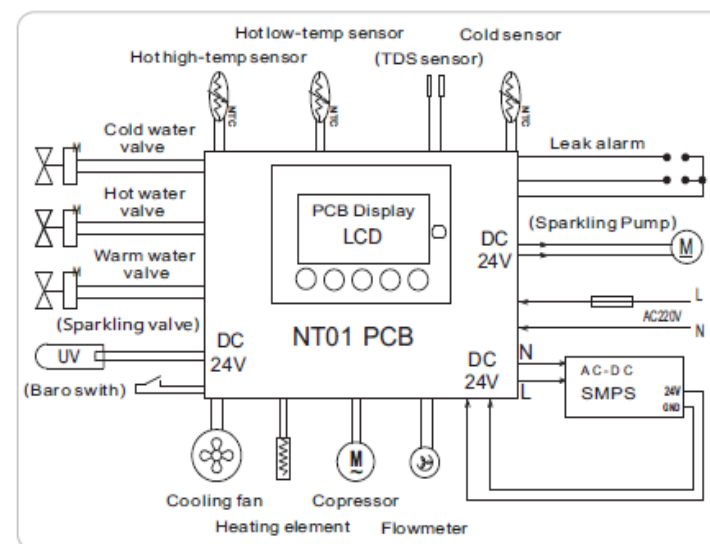 Hot low-temp sensor
Cold sensor
Hot high-temp sensor
(TDS sensor)
NTC
NTC
NTC
Cold water
valve
M
Leak alarm
Hot water
valve
M
PCB Display
LCD
(Sparkling Pump)
M
DC
24V
Warm water
valve
M
L
AC220V
N
(Sparkling valve)
UV
DC
24V
NT01 PCB
DC
24V
N
L
AC-DC
SMPS
24V
GND
(Baro swith)
M
Cooling fan
Copressor
Heating element
Flowmeter